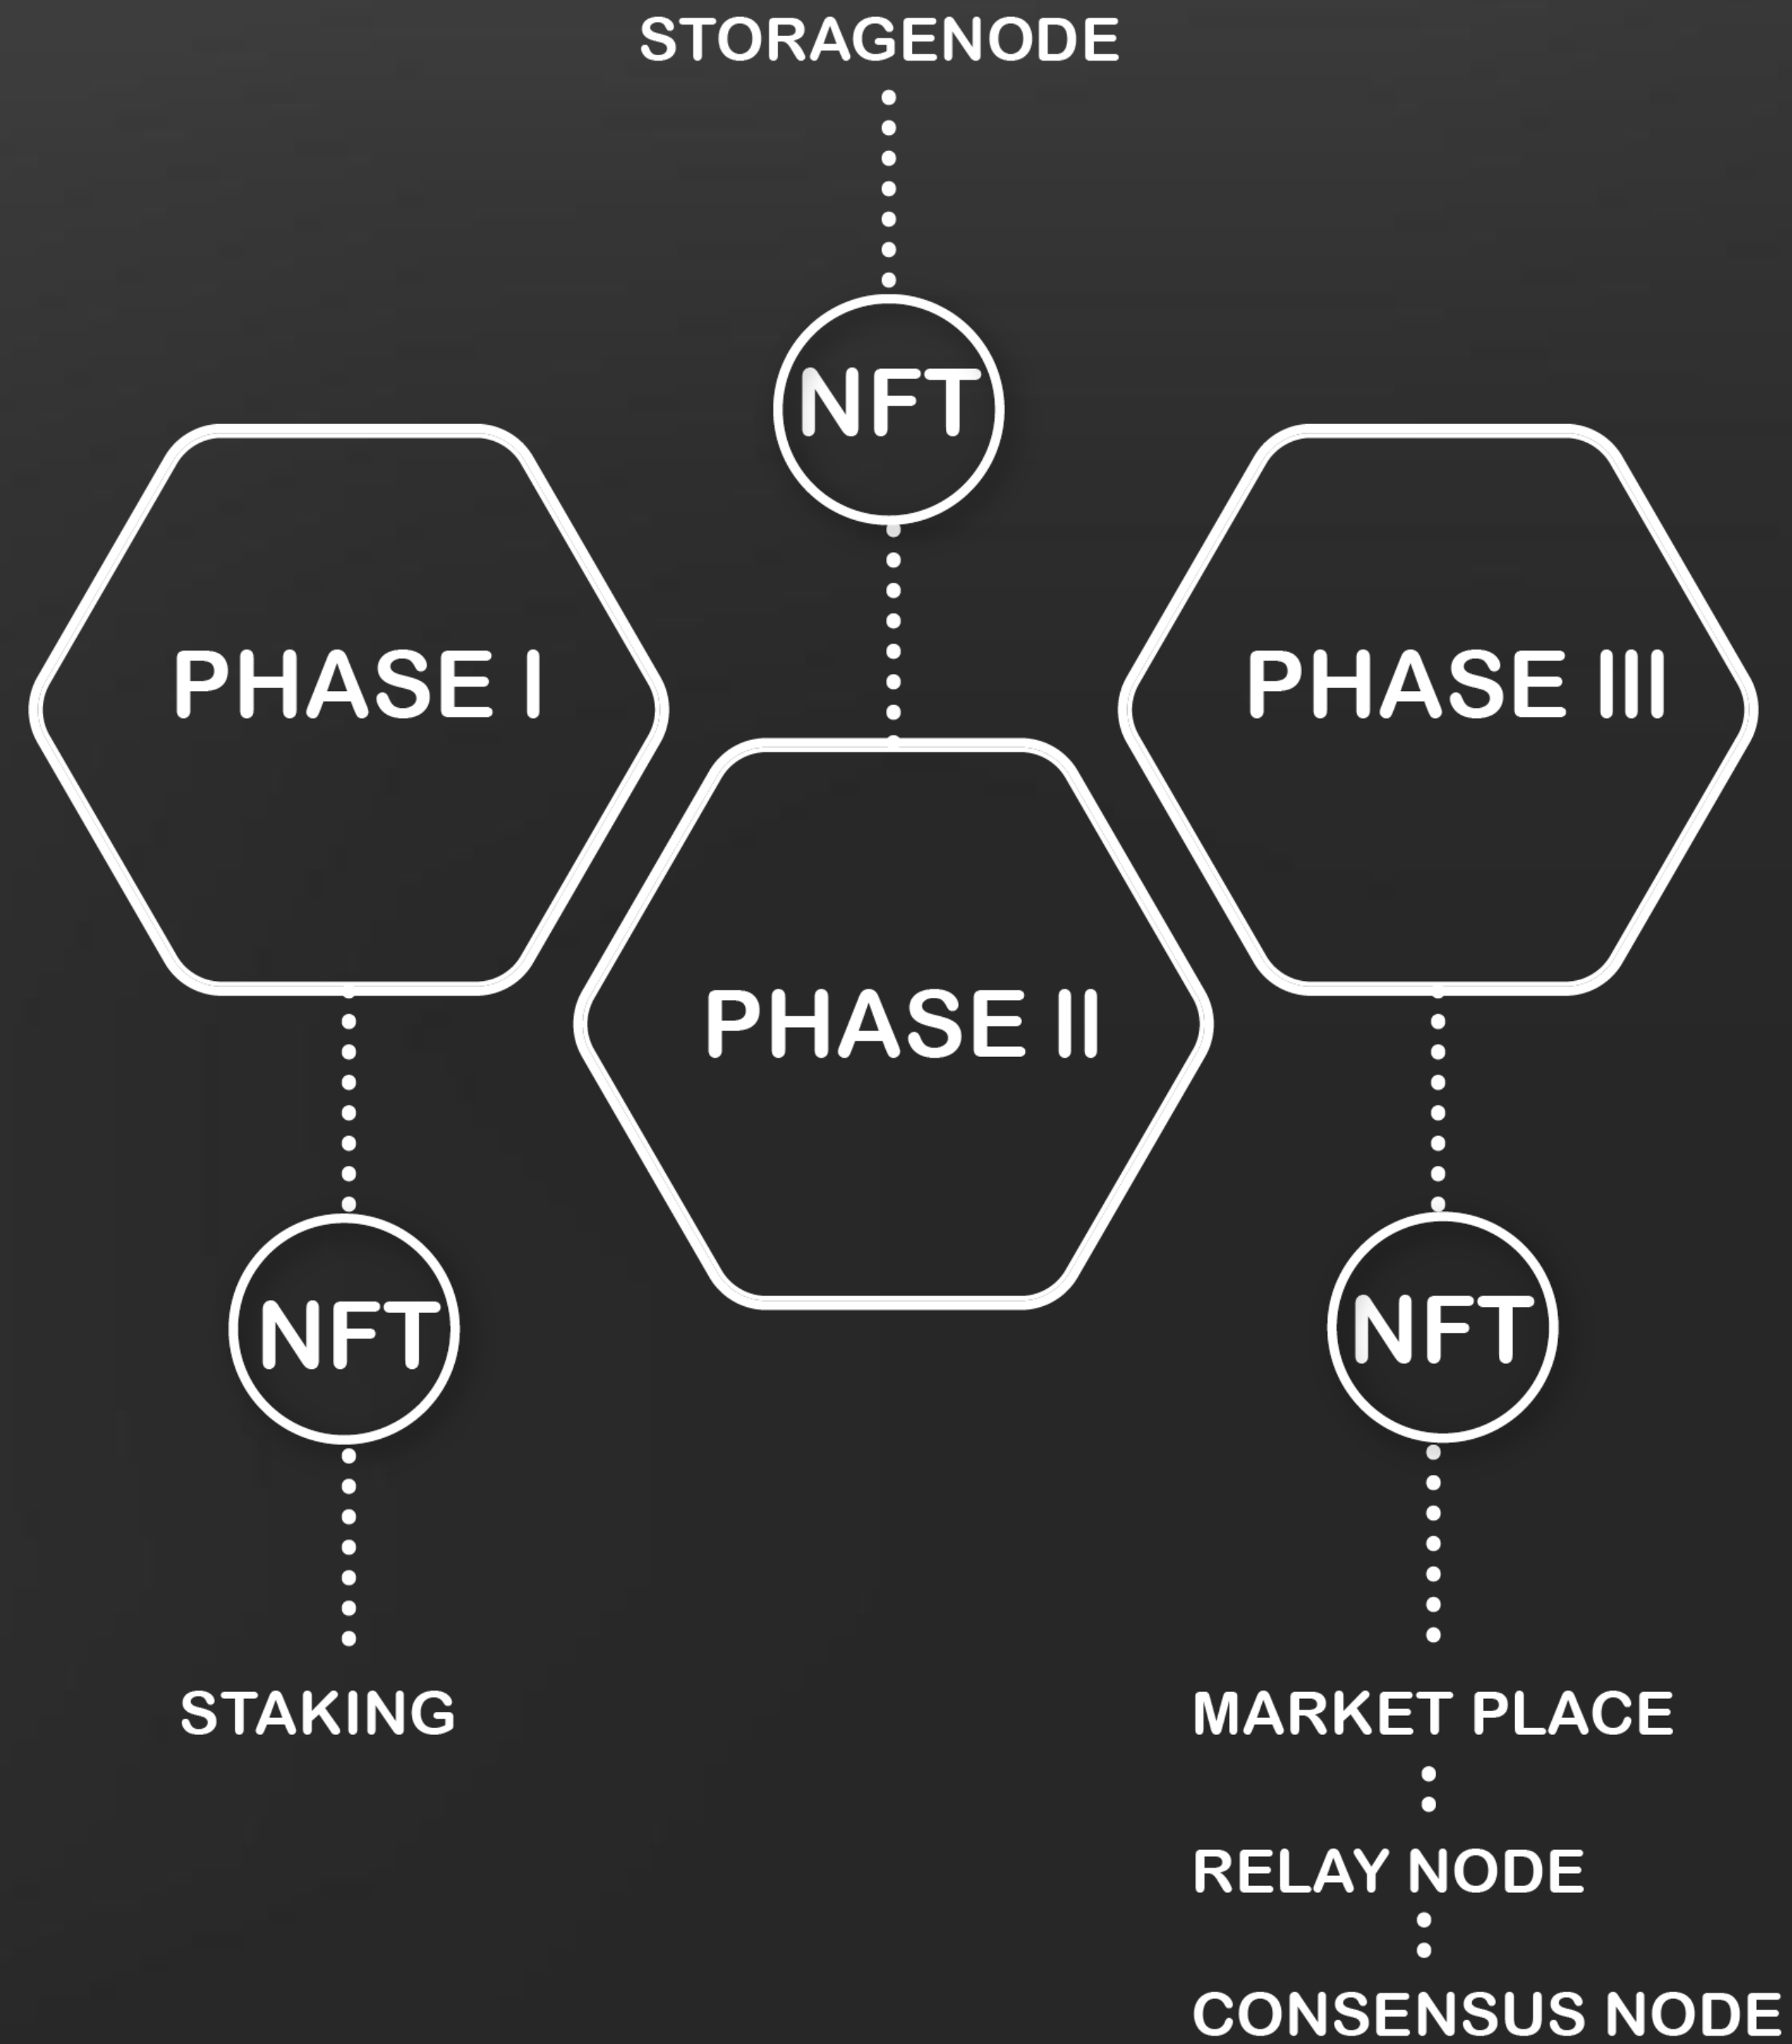 STORAGENODE
NFT
PHASE I
PHASE III
PHASE II
NFT
NFT
STAKING
MARKET PLACE
RELAY NODE
CONSENSUS NODE